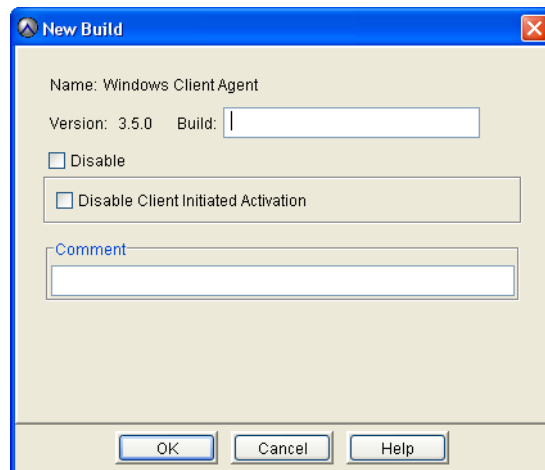 New Build
Name: Windows Client Agent
Version: 3.5.0 Build:
Disable
Disable Client Initiated Activation
Comment
OK Cancel Help